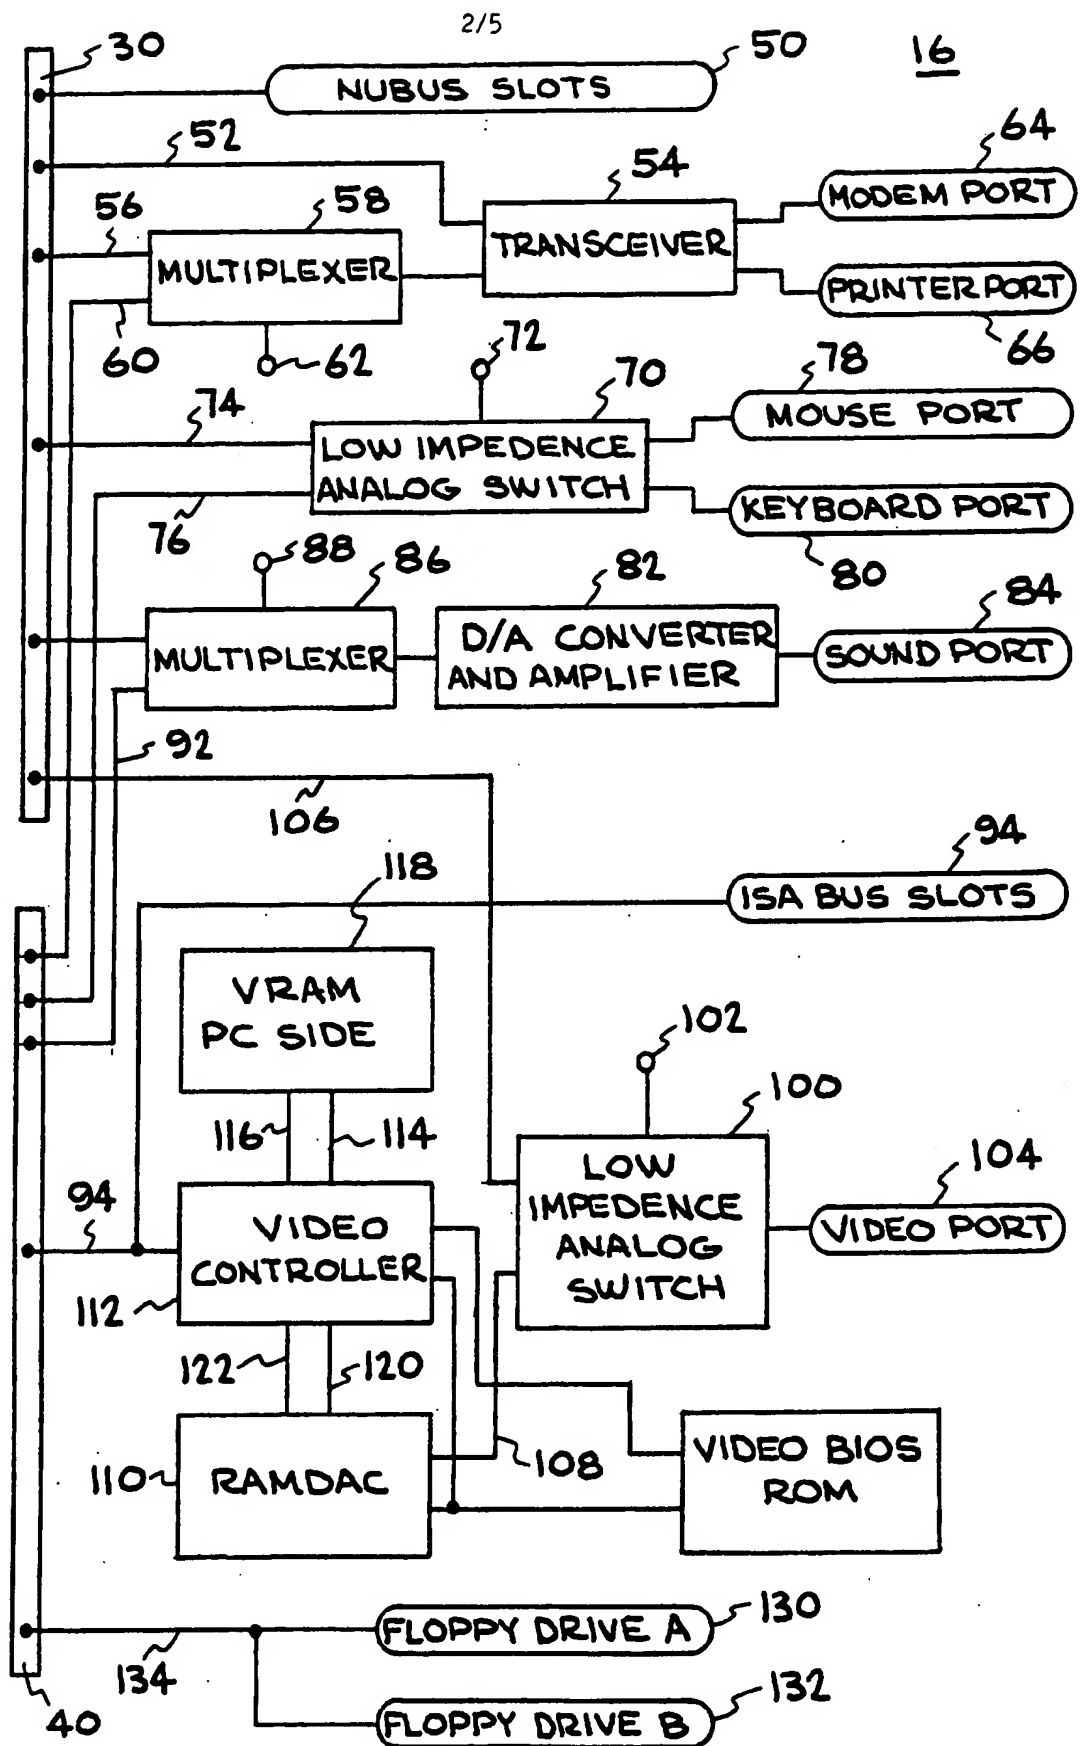 2/5
30
50
16
NUBUS SLOTS
52
54
64
MODEM PORT
56
58
MULTIPLEXER
TRANSCEIVER
PRINTER PORT
60
62
72
66
74
70
78
MOUSE PORT
LOW IMPEDENCE
ANALOG SWITCH
76
KEYBOARD PORT
80
88
86
82
84
MULTIPLEXER
D/A CONVERTER
AND AMPLIFIER
SOUND PORT
92
106
94
118
ISA BUS SLOTS
VRAM
PC SIDE
102
100
116
114
104
94
VIDEO
CONTROLLER
LOW
IMPEDENCE
ANALOG
SWITCH
VIDEO PORT
112
122
120
110
RAMDAC
108
VIDEO BIOS
ROM
130
FLOPPY DRIVE A
134
132
FLOPPY DRIVE B
40